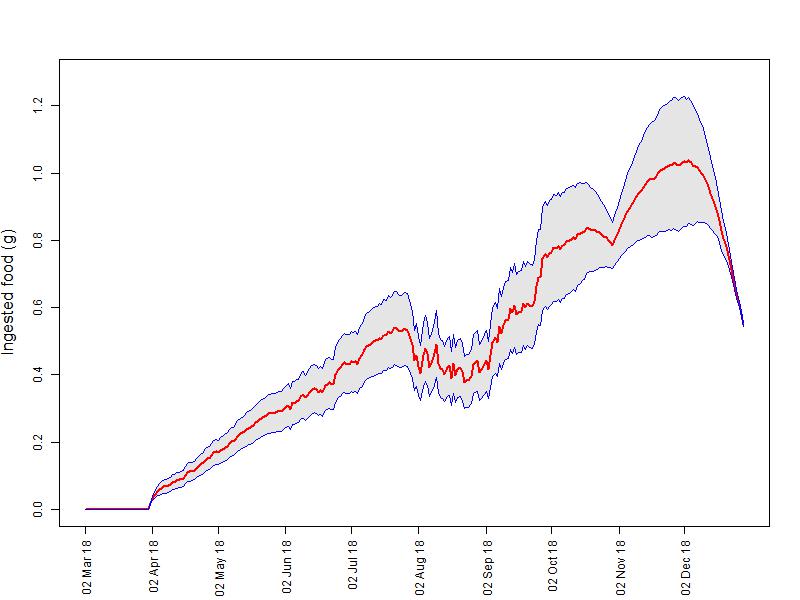 Ingested food (g)
1.2
1.0
0.8
0.6
0.4
0.2
0.0
02 Mar 18
02 Apr 18
02 May 18
02 Jun 18
02 Jul 18
02 Aug 18
02 Sep 18
02 Oct 18
02 Nov 18
02 Dec 18